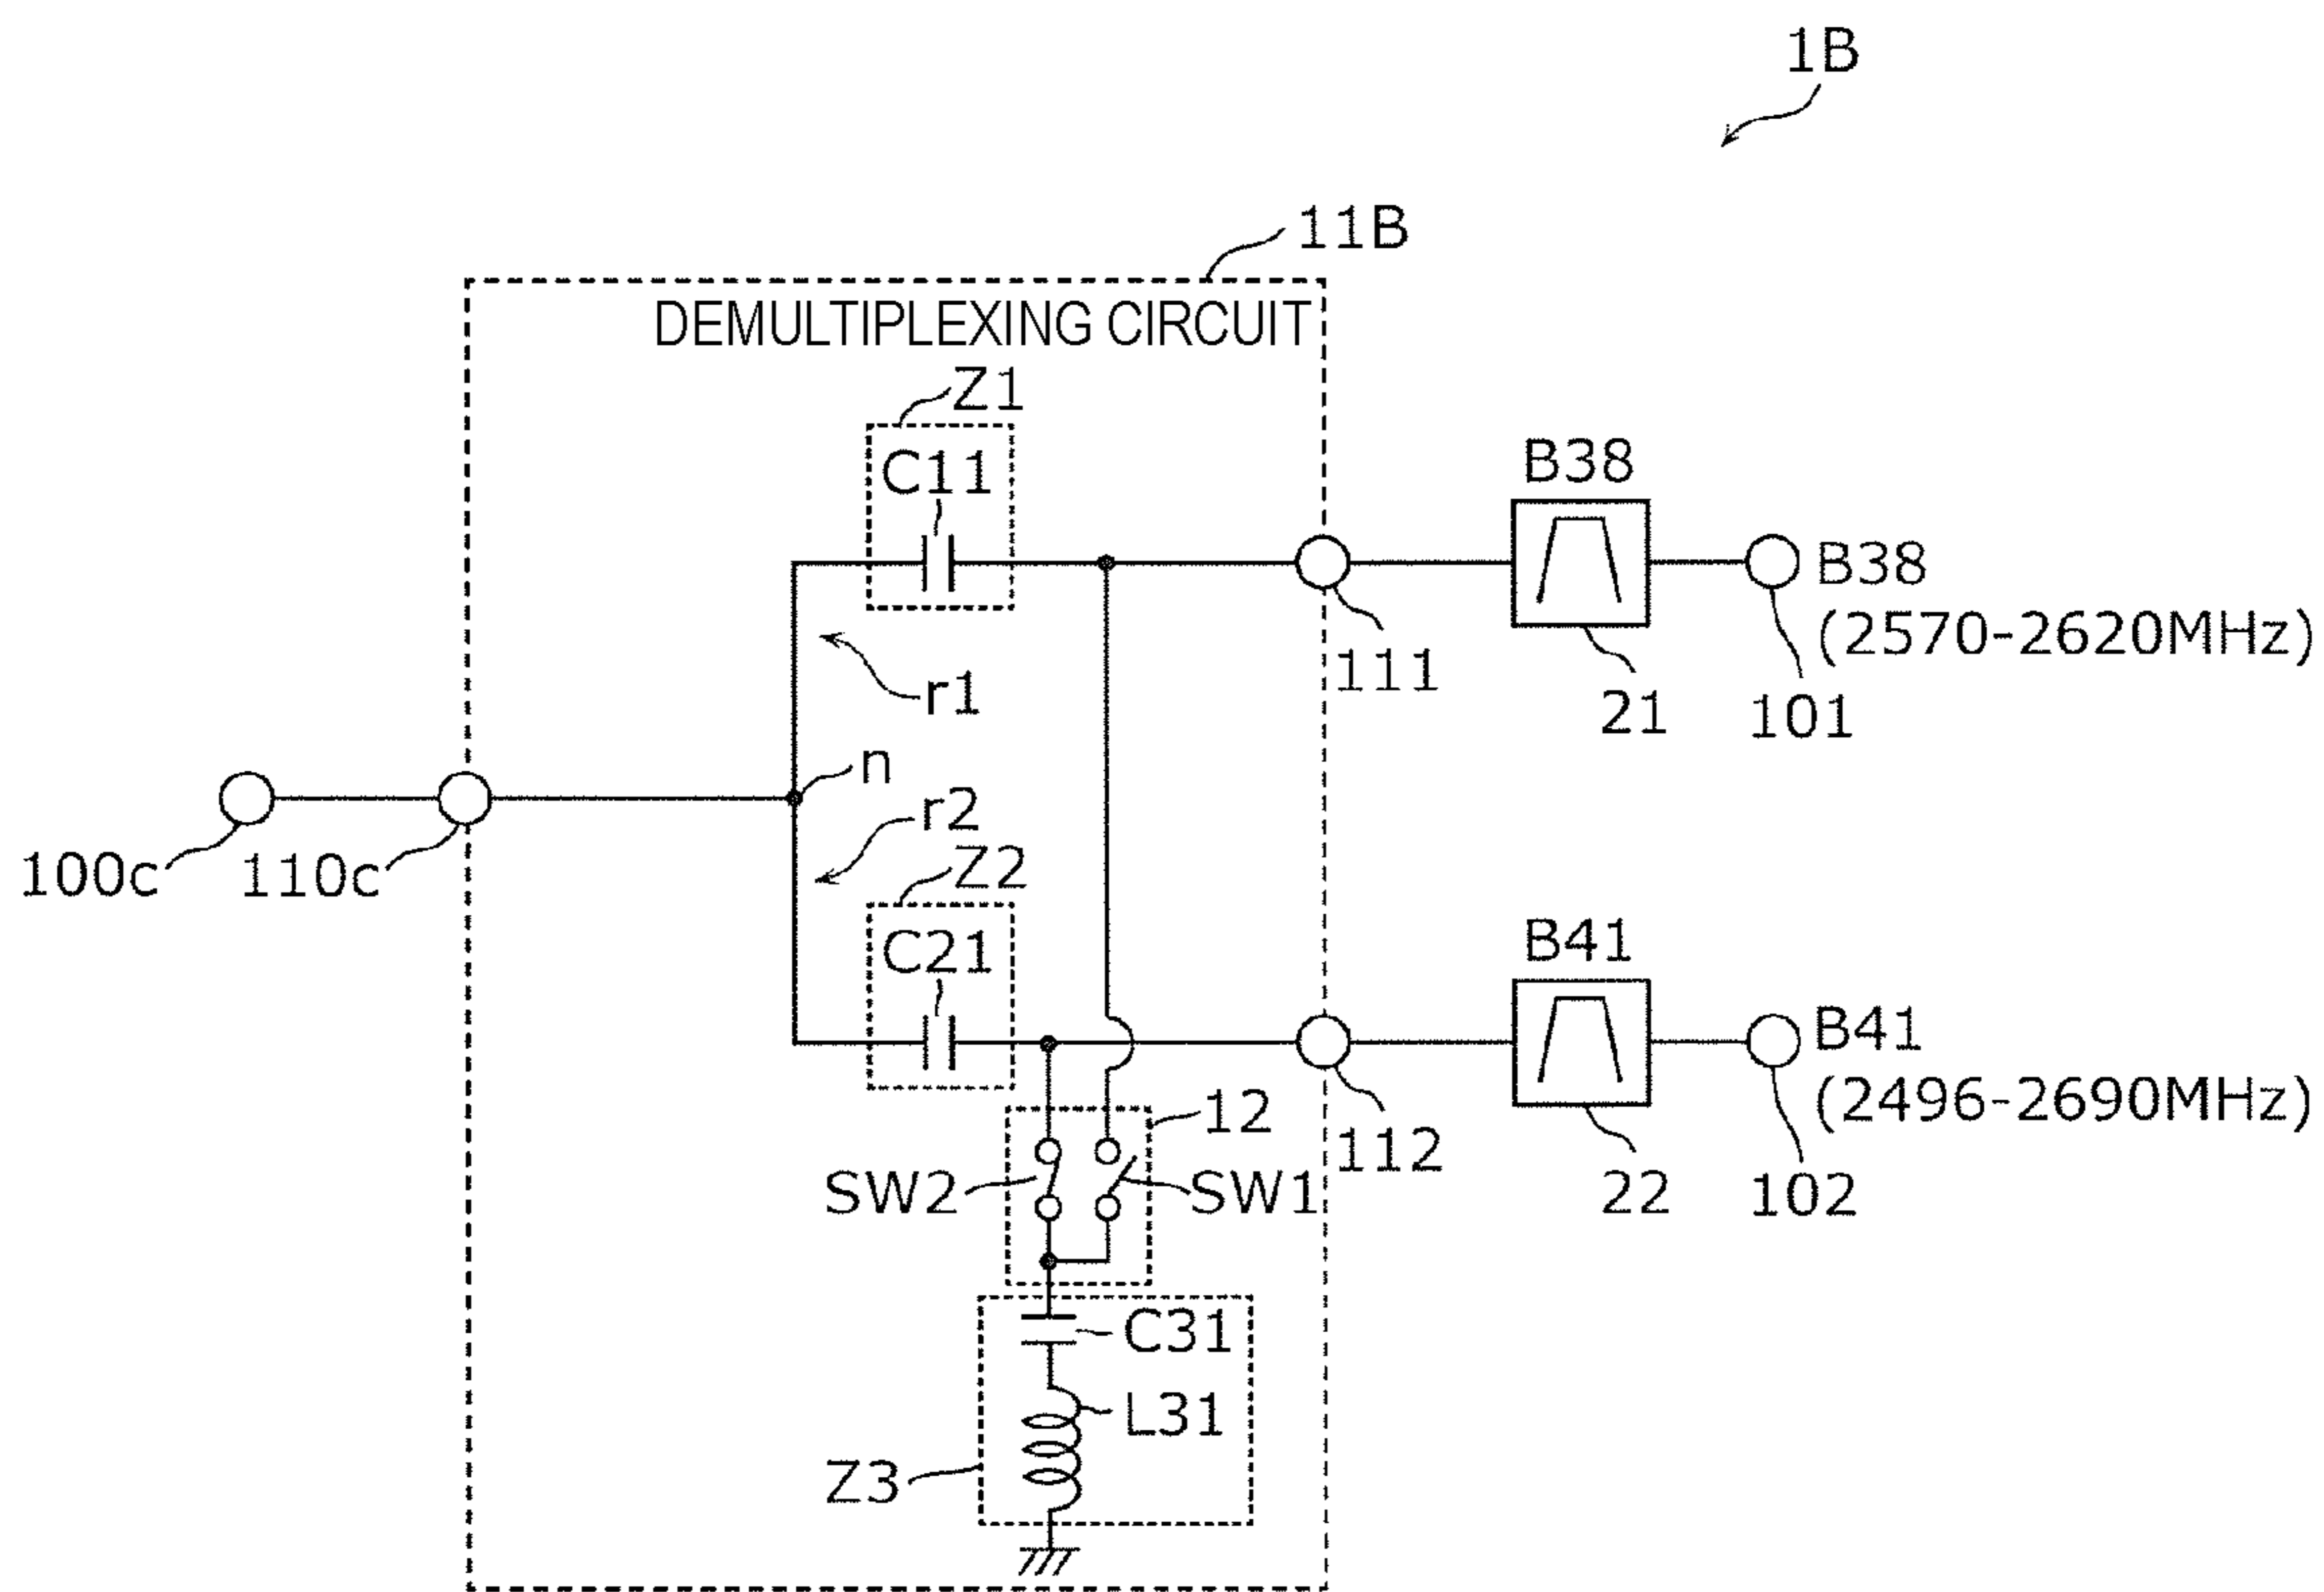 1B
11B
DEMULTIPLEXING CIRCUIT
Z1
C11
B38
B38
(2570-2620MHz)
111
21
101
r1
n
r2
100c
110c
Z2
C21
B41
B41
(2496-2690MHz)
12
112
22
102
SW2
SW1
C31
L31
Z3